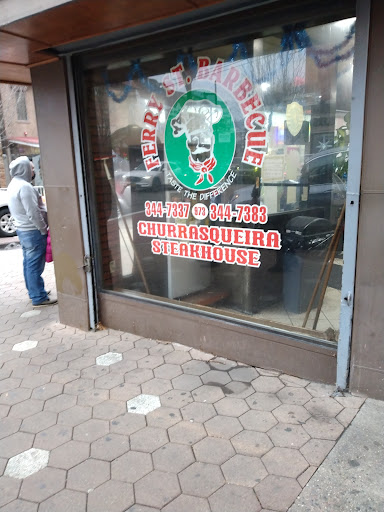 FERRY ST. BARBECUE
TASTE THE DIFFERENCE
344-7337 973 344-7383
CHURRASQUEIRA
STEAKHOUSE